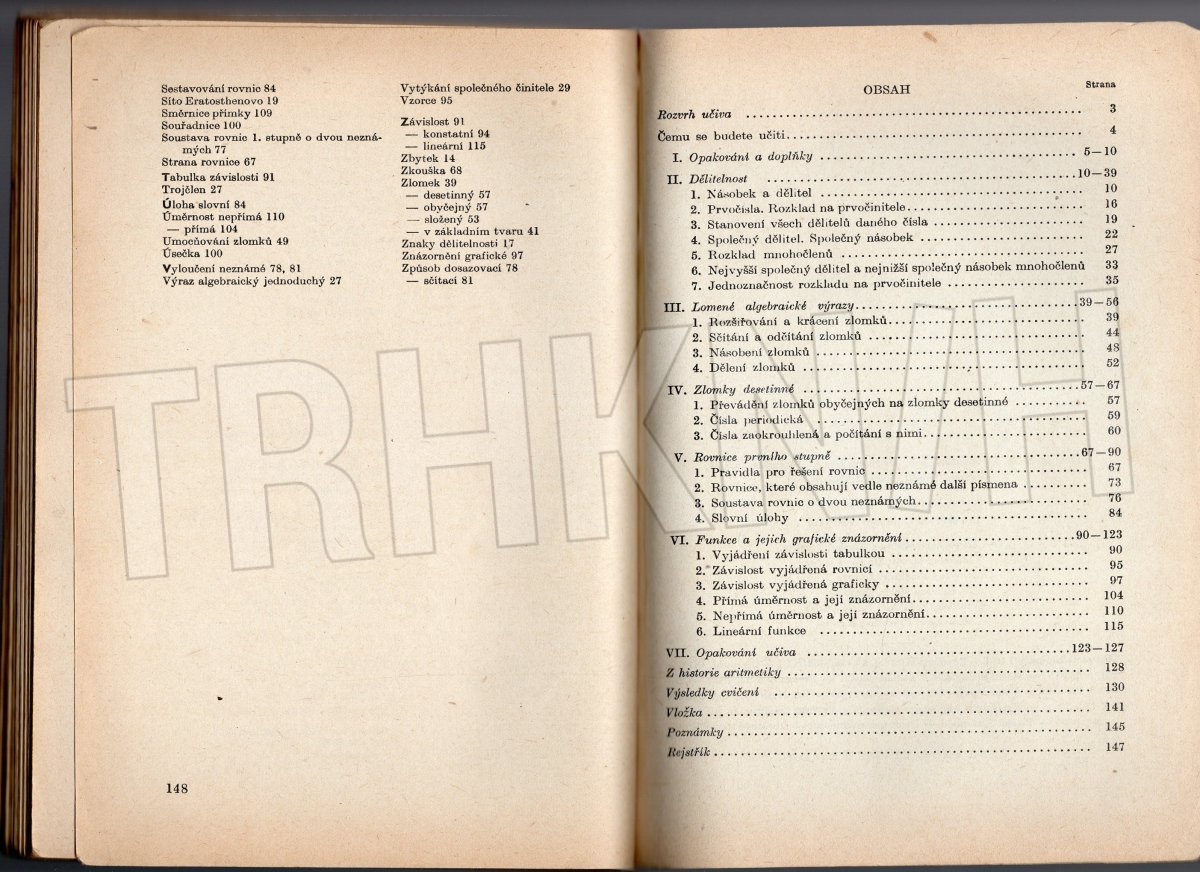 Sestavování rovnic 84
Síto Eratosthenovo 19
Směrnice přímky 109
Souřadnice 100
Soustava rovnic 1. stupně o dvou nezná-
mých 77
Strana rovnice 67
Tabulka závislosti 91
Trojčlen 27
Úloha slovní 84
Úměrnost nepřímá 110
— přímá 104
Umocňování zlomků 49
Úsečka 100
Vyloučení neznámé 78, 81
Výraz algebraický jednoduchý 27
Vytýkání společného činitele 29
Vzorce 95
Závislost 91
— konstatní 94
— lineární 115
Zbytek 14
Zkouška 68
Zlomek 39
— desetinný 57
— obyčejný 57
— složený 53
— v základním tvaru 41
Znaky dělitelnosti 17
Znázornění grafické 97
Způsob dosazovací 78
— sčítací 81
148
OBSAH
Strana
Rozvrh učiva 3
Čemu se budete učiti 4
I. Opakování a doplňky 5—10
II. Dělitelnost 10—39
1. Násobek a dělitel 10
2. Prvočísla. Rozklad na prvočinitele 16
3. Stanovení všech dělitelů daného čísla 19
4. Společný dělitel. Společný násobek 22
5. Rozklad mnohočlenů 27
6. Nejvyšší společný dělitel a nejnižší společný násobek mnohočlenů 33
7. Jednoznačnost rozkladu na prvočinitele 35
III. Lomené algebraické výrazy 39—56
1. Rozšiřování a krácení zlomků 39
2. Sčítání a odčítání zlomků 44
3. Násobení zlomků 48
4. Dělení zlomků 52
IV. Zlomky desetinné 57—67
1. Převádění zlomků obyčejných na zlomky desetinné 57
2. Čísla periodická 59
3. Čísla zaokrouhlená a počítání s nimi 60
V. Rovnice prvního stupně 67—90
1. Pravidla pro řešení rovnic 67
2. Rovnice, které obsahují vedle neznámé další písmena 73
3. Soustava rovnic o dvou neznámých 76
4. Slovní úlohy 84
VI. Funkce a jejich grafické znázornění 90—123
1. Vyjádření závislosti tabulkou 90
2. Závislost vyjádřená rovnicí 95
3. Závislost vyjádřená graficky 97
4. Přímá úměrnost a její znázornění 104
5. Nepřímá úměrnost a její znázornění 110
6. Lineární funkce 115
VII. Opakování učiva 123—127
Z historie aritmetiky 128
Výsledky cvičení 130
Vložka 141
Poznámky 145
Rejstřík 147